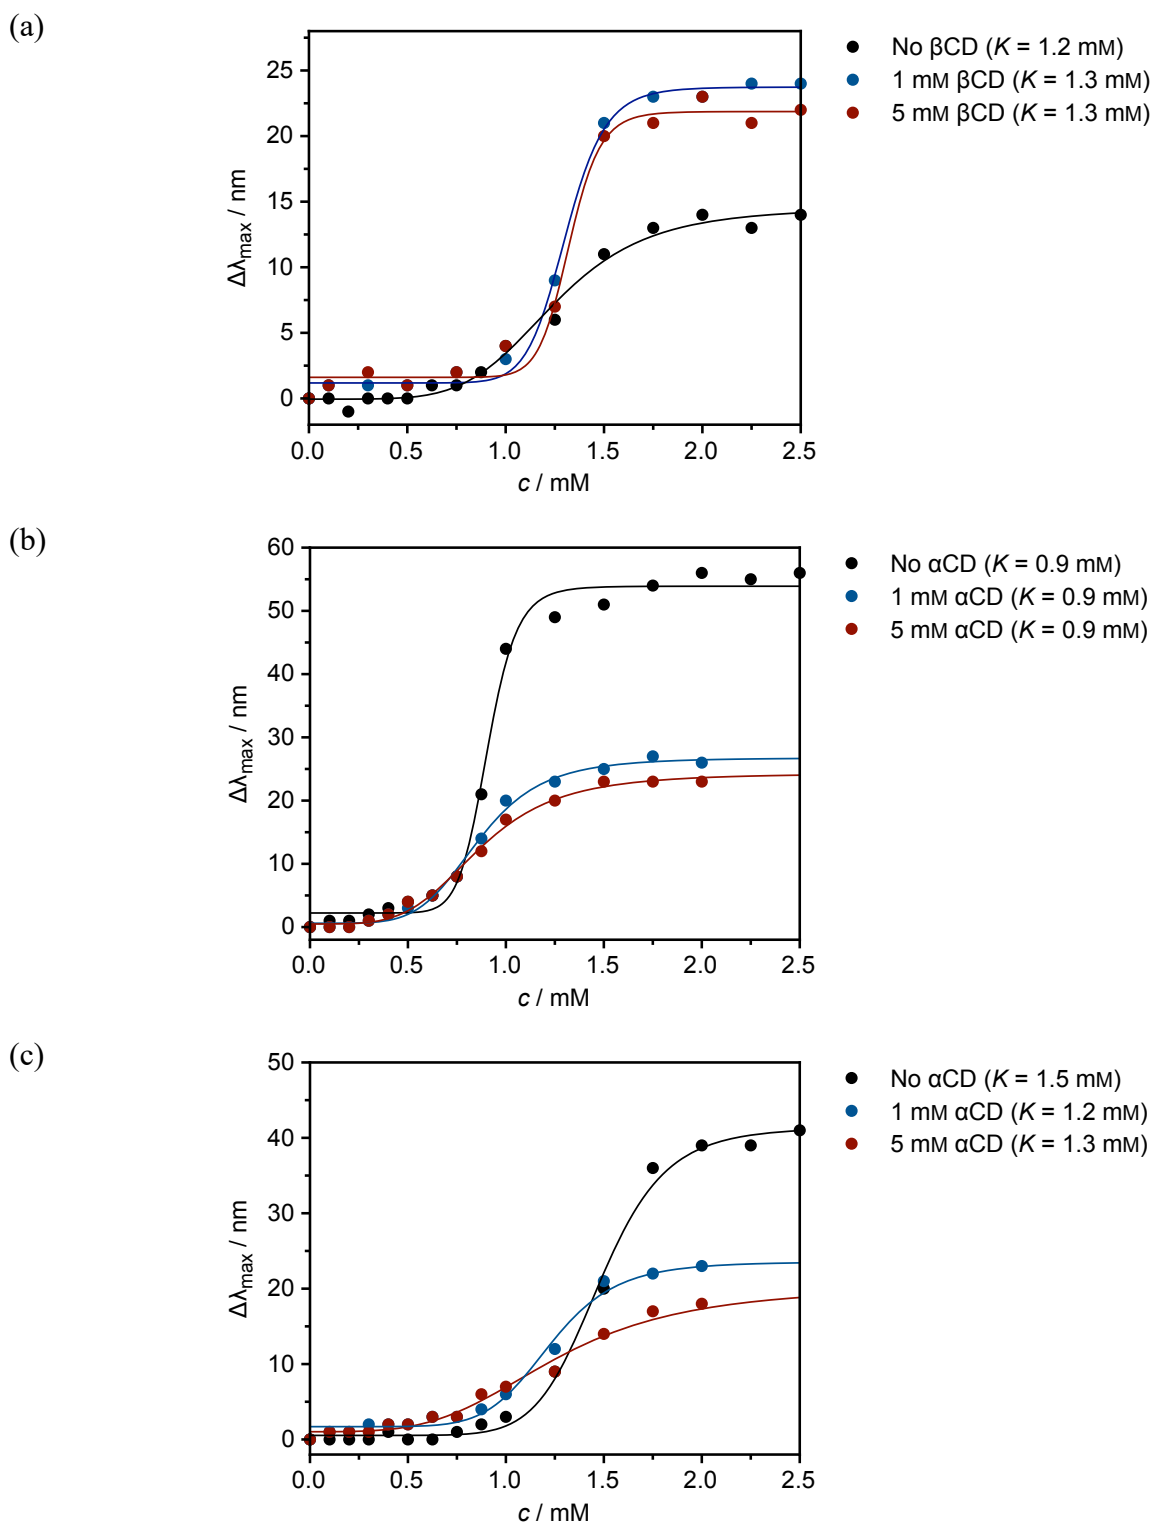 (a)
No βCD (K = 1.2 mM)
1 mM βCD (K = 1.3 mM)
5 mM βCD (K = 1.3 mM)
25
20
15
10
5
0
Δλmax / nm
0.0 0.5 1.0 1.5 2.0 2.5
c / mM
(b)
No αCD (K = 0.9 mM)
1 mM αCD (K = 0.9 mM)
5 mM αCD (K = 0.9 mM)
60
50
40
30
20
10
0
Δλmax / nm
0.0 0.5 1.0 1.5 2.0 2.5
c / mM
(c)
No αCD (K = 1.5 mM)
1 mM αCD (K = 1.2 mM)
5 mM αCD (K = 1.3 mM)
50
40
30
20
10
0
Δλmax / nm
0.0 0.5 1.0 1.5 2.0 2.5
c / mM